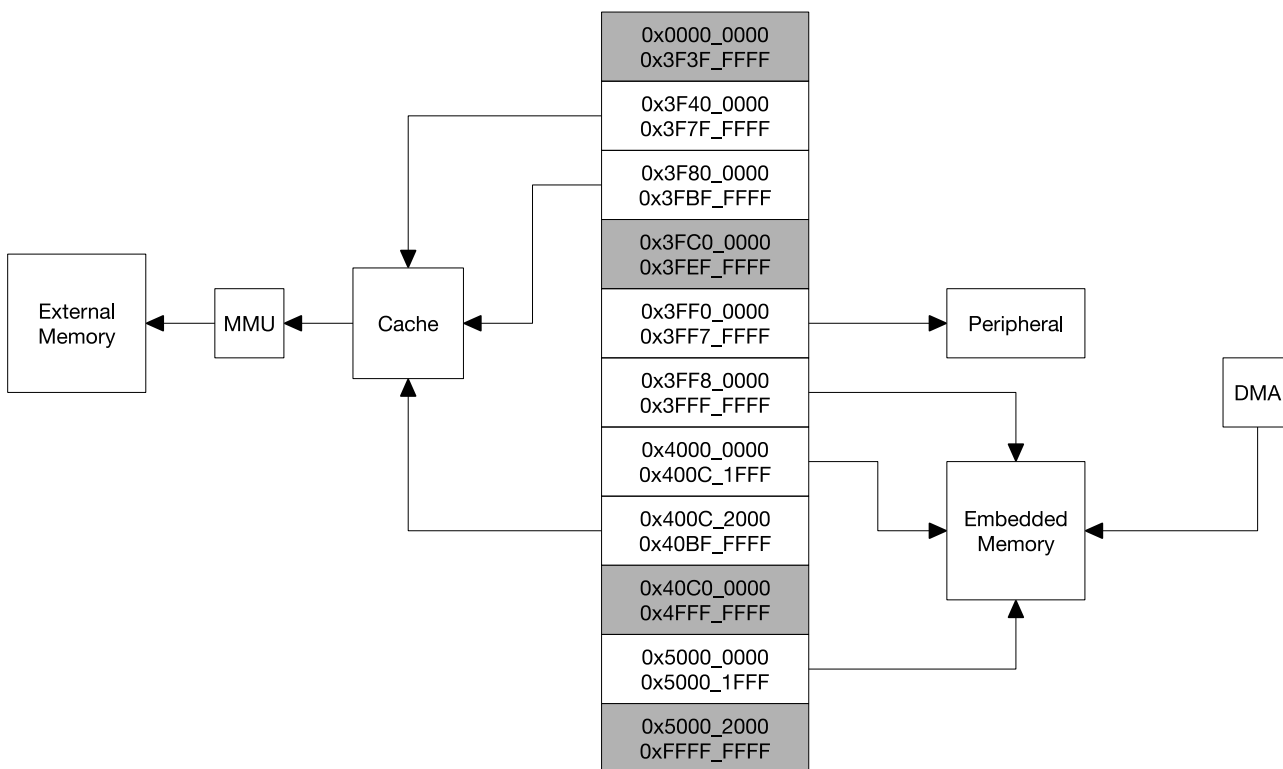 0x0000_0000
0x3F3F_FFFF
0x3F40_0000
0x3F7F_FFFF
0x3F80_0000
0x3FBF_FFFF
0x3FC0_0000
0x3FEF_FFFF
External
Memory
MMU
Cache
0x3FF0_0000
0x3FF7_FFFF
Peripheral
0x3FF8_0000
0x3FFF_FFFF
DMA
0x4000_0000
0x400C_1FFF
0x400C_2000
0x40BF_FFFF
Embedded
Memory
0x40C0_0000
0x4FFF_FFFF
0x5000_0000
0x5000_1FFF
0x5000_2000
0xFFFF_FFFF